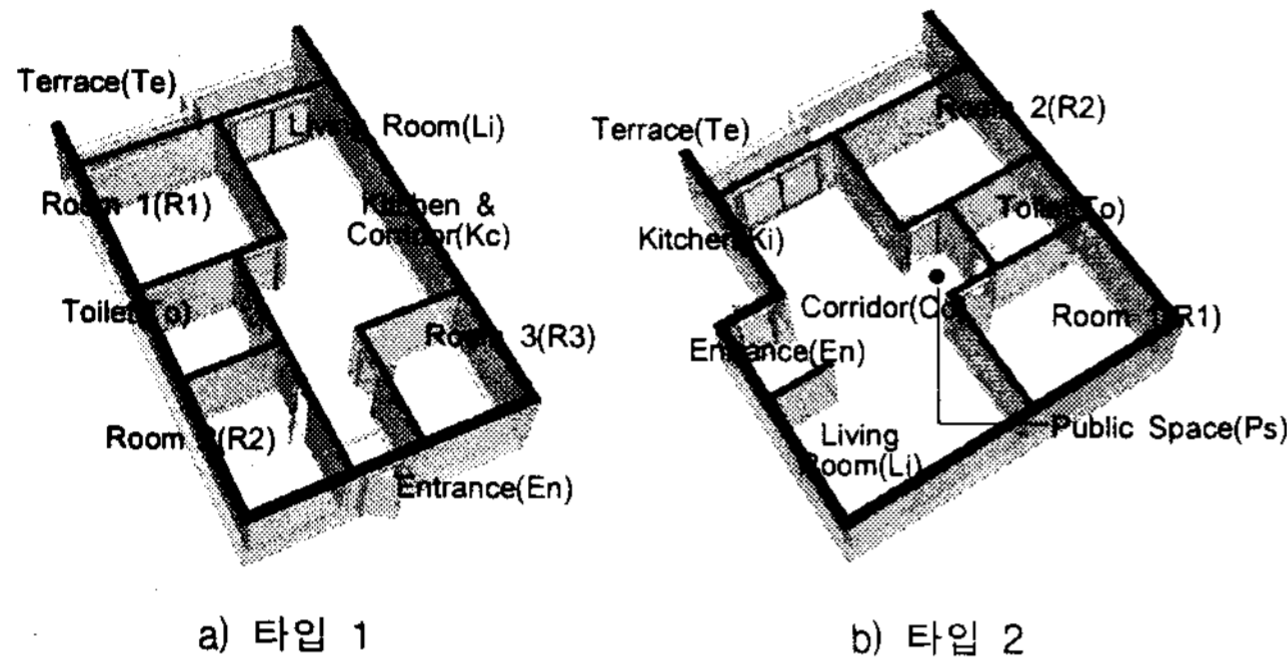 Terrace(Te)
Living Room(Li)
Room 1(R1)
Kitchen &
Corridor(Kc)
Toilet(To)
Room 3(R3)
Room 2(R2)
Entrance(En)
a) 타입 1
Room 2(R2)
Terrace(Te)
Toilet(To)
Kitchen(Ki)
Corridor(Co)
Room 1(R1)
Entrance(En)
Living
Room(Li)
Public Space(Ps)
b) 타입 2